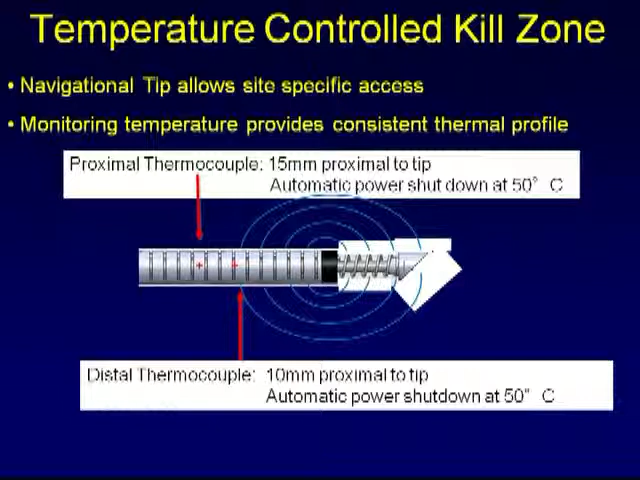 Temperature Controlled Kill Zone
• Navigational Tip allows site specific access
• Monitoring temperature provides consistent thermal profile
Proximal Thermocouple: 15mm proximal to tip
Automatic power shut down at 50° C
Distal Thermocouple: 10mm proximal to tip
Automatic power shutdown at 50° C